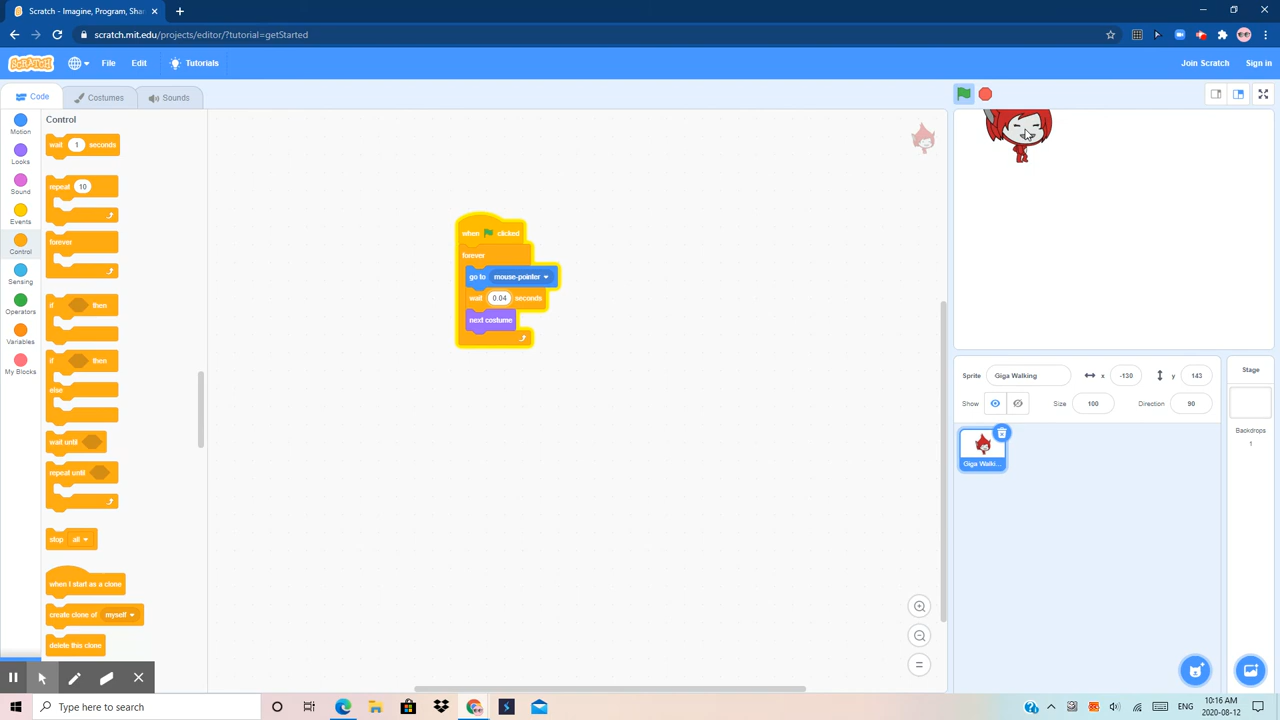 Scratch - Imagine, Program, Shar
scratch.mit.edu/projects/editor/?tutorial=getStarted
SCRATCH
File
Edit
Tutorials
Join Scratch
Sign in
Code
Costumes
Sounds
Motion
Looks
Sound
Events
Control
Sensing
Operators
Variables
My Blocks
Control
wait 1 seconds
repeat 10
forever
if then
if then
else
wait until
repeat until
stop all
when I start as a clone
create clone of myself
delete this clone
when clicked
forever
go to mouse-pointer
wait 0.04 seconds
next costume
Sprite Giga Walking x -130 y 143
Show Size 100 Direction 90
Giga Walki...
Stage
Backdrops
1
Type here to search
ENG
10:16 AM
2020-08-12